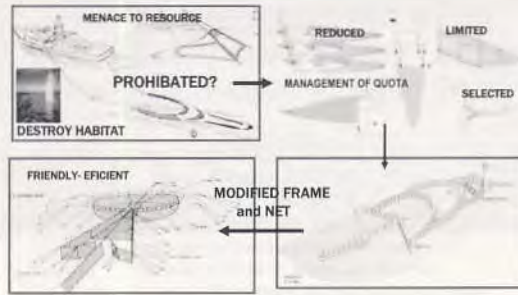 MENACE TO RESOURCE
PROHIBATED?
DESTROY HABITAT
REDUCED
LIMITED
MANAGEMENT OF QUOTA
SELECTED
FRIENDLY- EFICIENT
MODIFIED FRAME
and NET